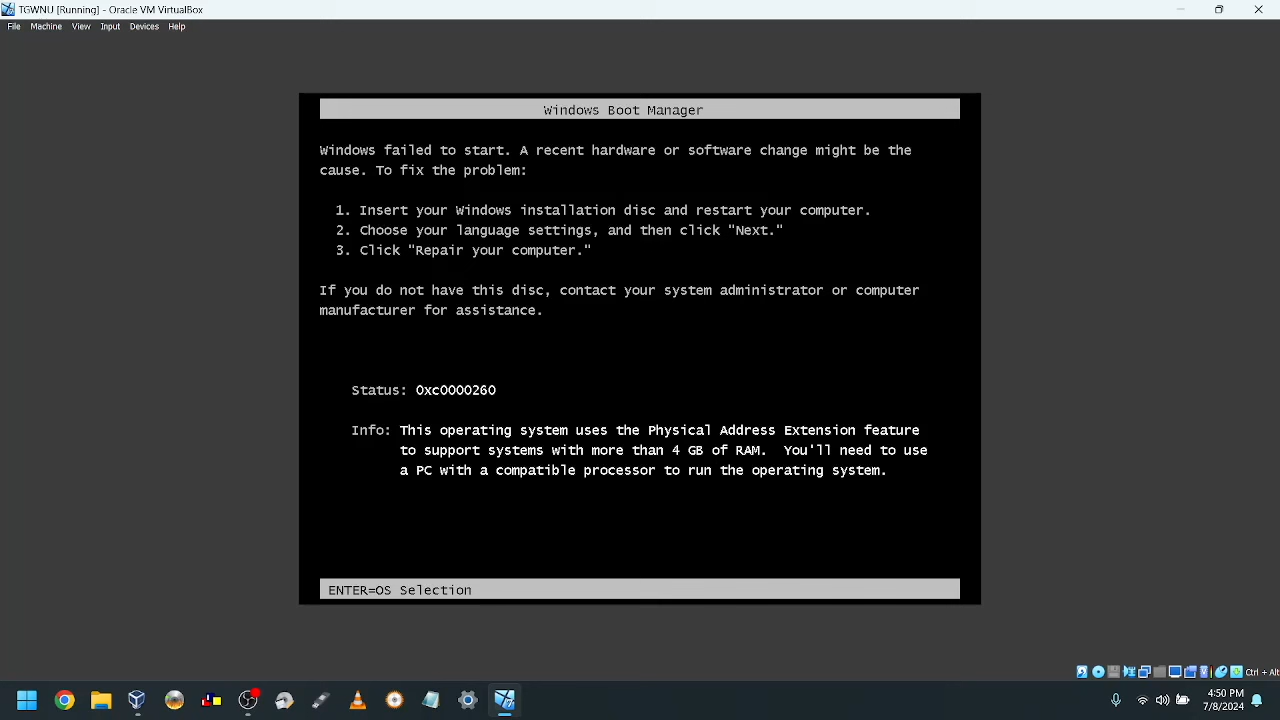 TGWNU [Running] - Oracle VM VirtualBox
File Machine View Input Devices Help
Windows Boot Manager
Windows failed to start. A recent hardware or software change might be the
cause. To fix the problem:
1. Insert your Windows installation disc and restart your computer.
2. Choose your language settings, and then click "Next."
3. Click "Repair your computer."
If you do not have this disc, contact your system administrator or computer
manufacturer for assistance.
Status: 0xc0000260
Info: This operating system uses the Physical Address Extension feature
to support systems with more than 4 GB of RAM. You'll need to use
a PC with a compatible processor to run the operating system.
ENTER=OS Selection
Ctrl + Alt
4:50 PM
7/8/2024